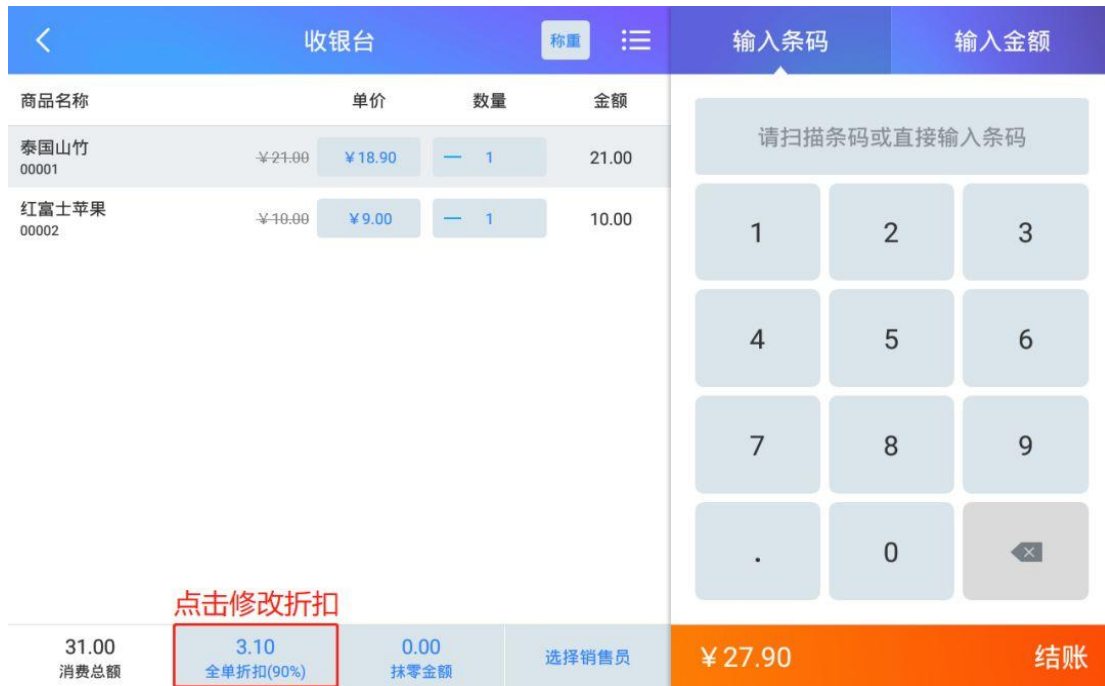 收银台 称重 输入条码 输入金额
商品名称 单价 数量 金额
请扫描条码或直接输入条码
泰国山竹 ¥21.00 ¥18.90 — 1 21.00
00001
红富士苹果 ¥10.00 ¥9.00 — 1 10.00
00002
1 2 3
4 5 6
7 8 9
. 0
点击修改折扣
31.00 3.10 0.00 选择销售员 ¥27.90 结账
消费总额 全单折扣(90%) 抹零金额